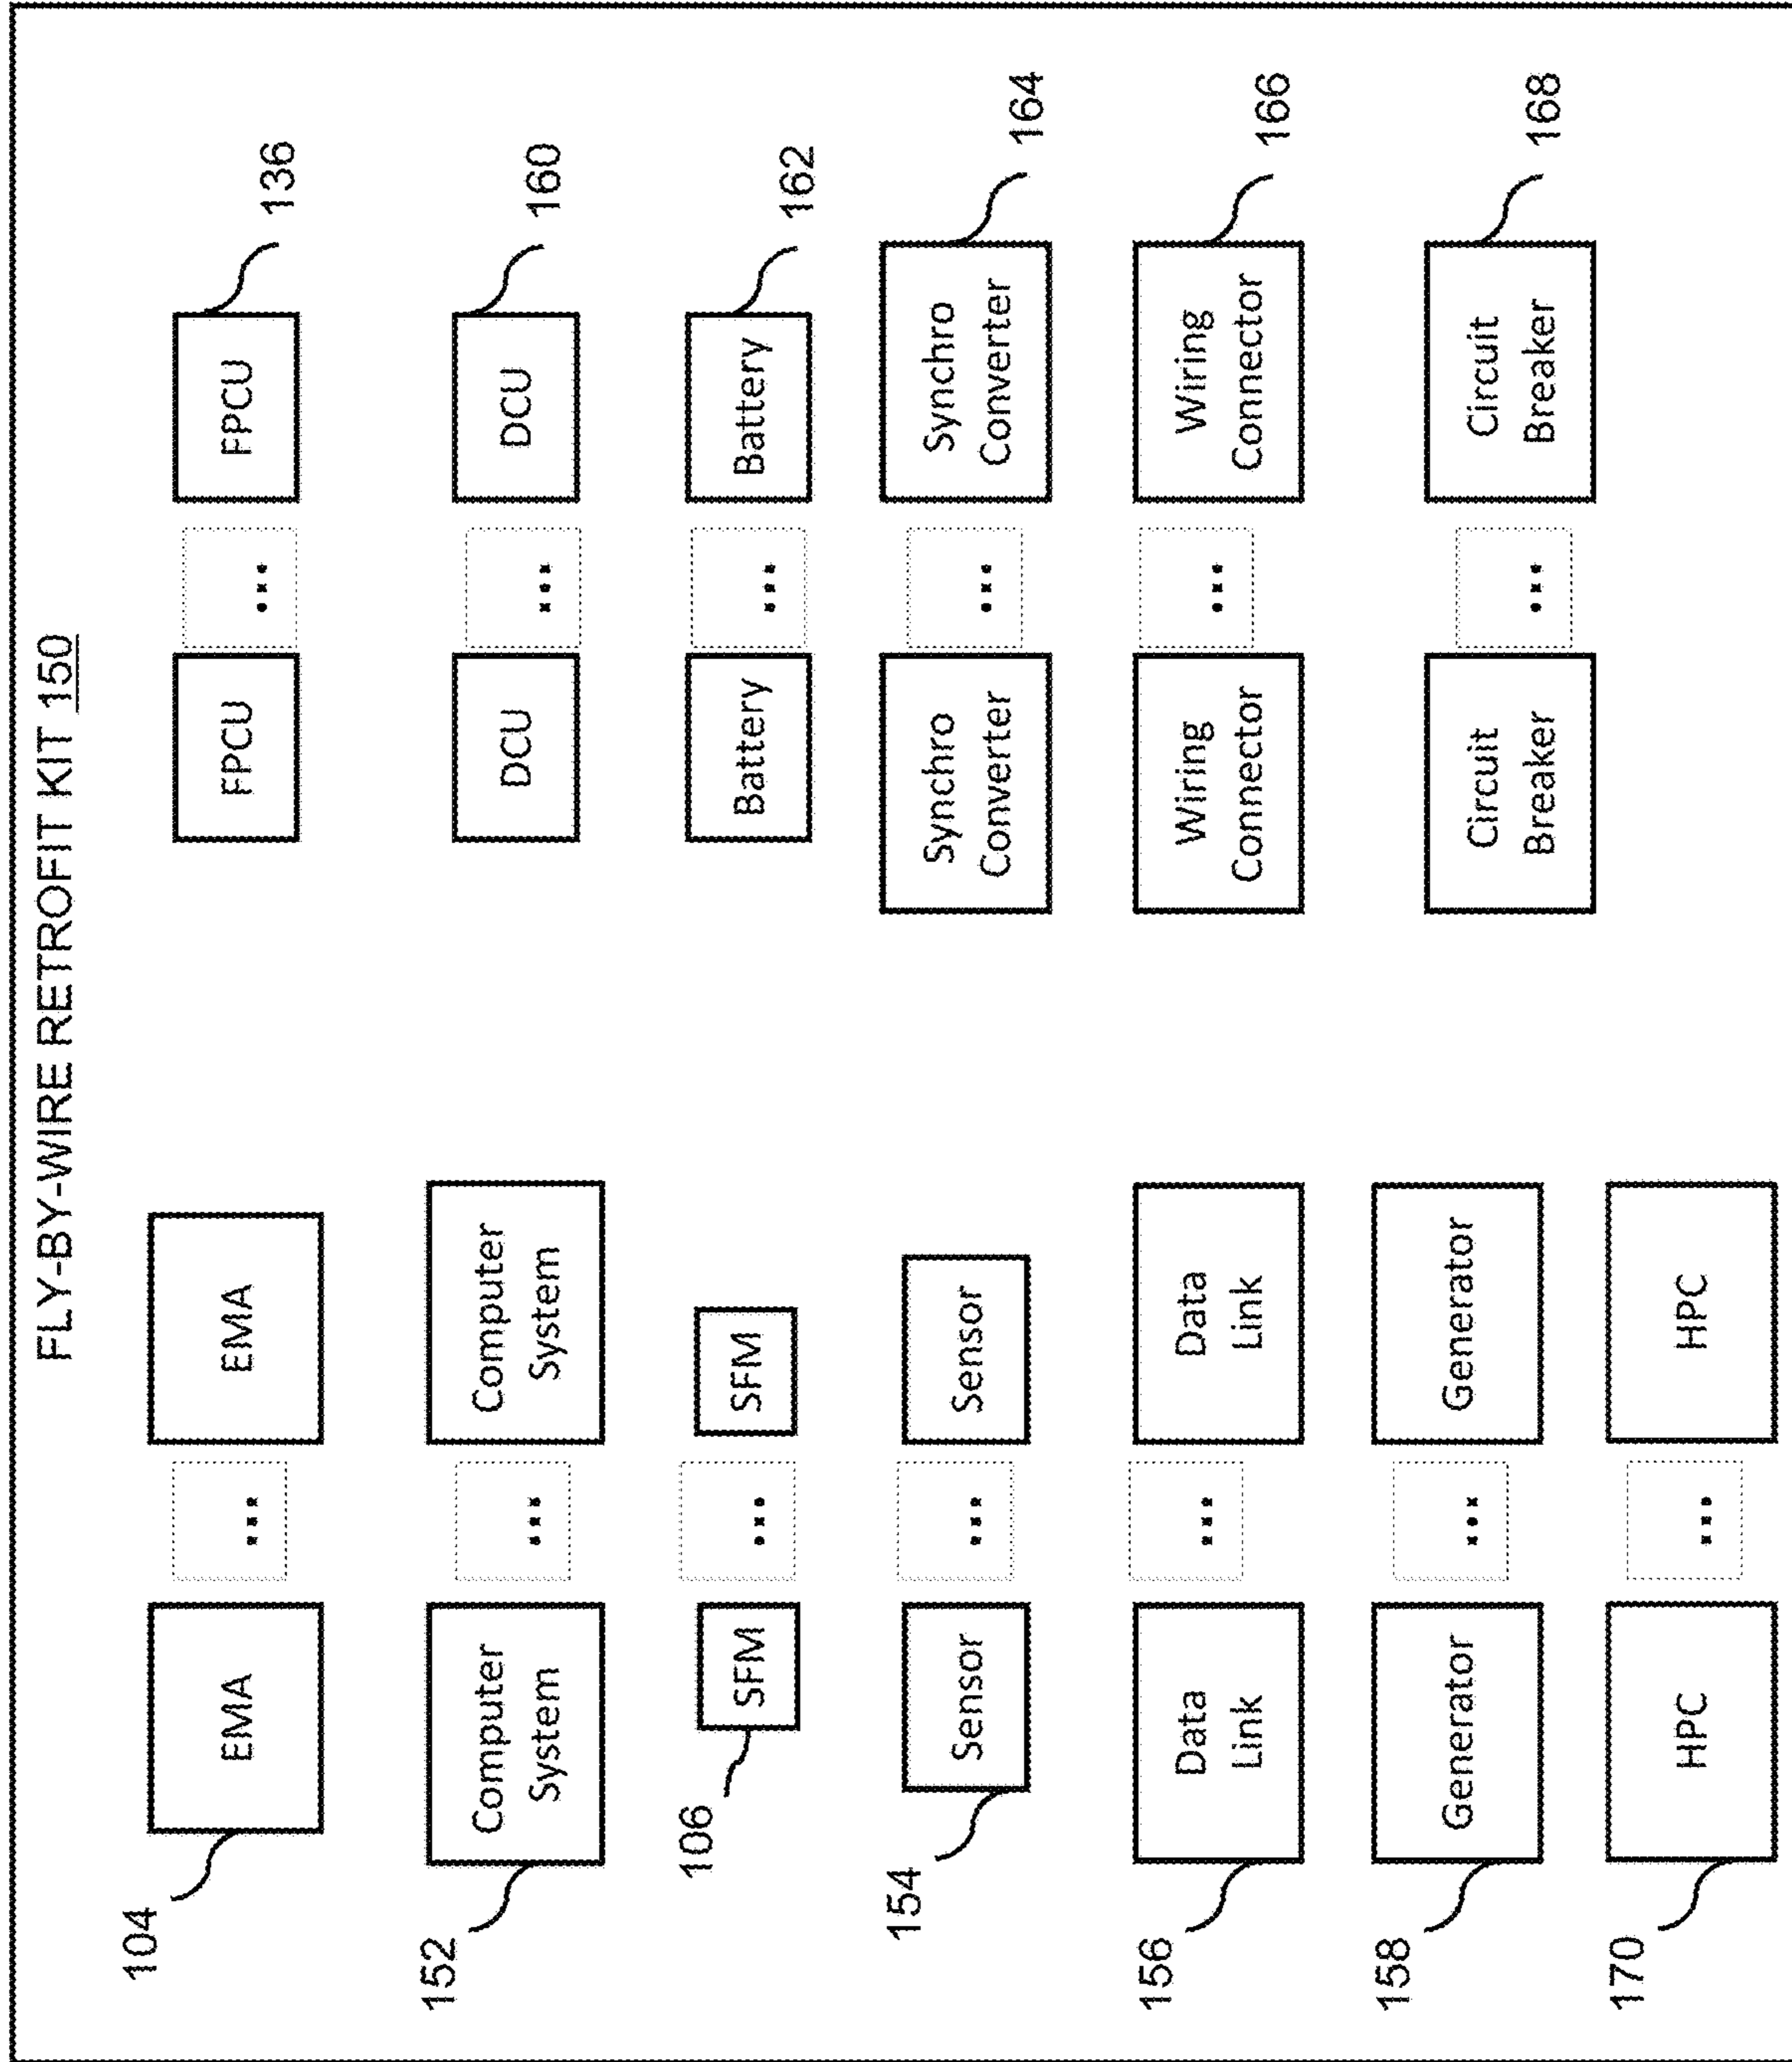 FLY-BY-WIRE RETROFIT KIT 150
104
EMA
...
EMA
FPCU
...
FPCU
136
152
Computer
System
...
Computer
System
DCU
...
DCU
160
106
SFM
...
SFM
Battery
...
Battery
162
154
Sensor
...
Sensor
Synchro
Converter
...
Synchro
Converter
164
156
Data
Link
...
Data
Link
Wiring
Connector
...
Wiring
Connector
166
158
Generator
...
Generator
Circuit
Breaker
...
Circuit
Breaker
168
170
HPC
...
HPC